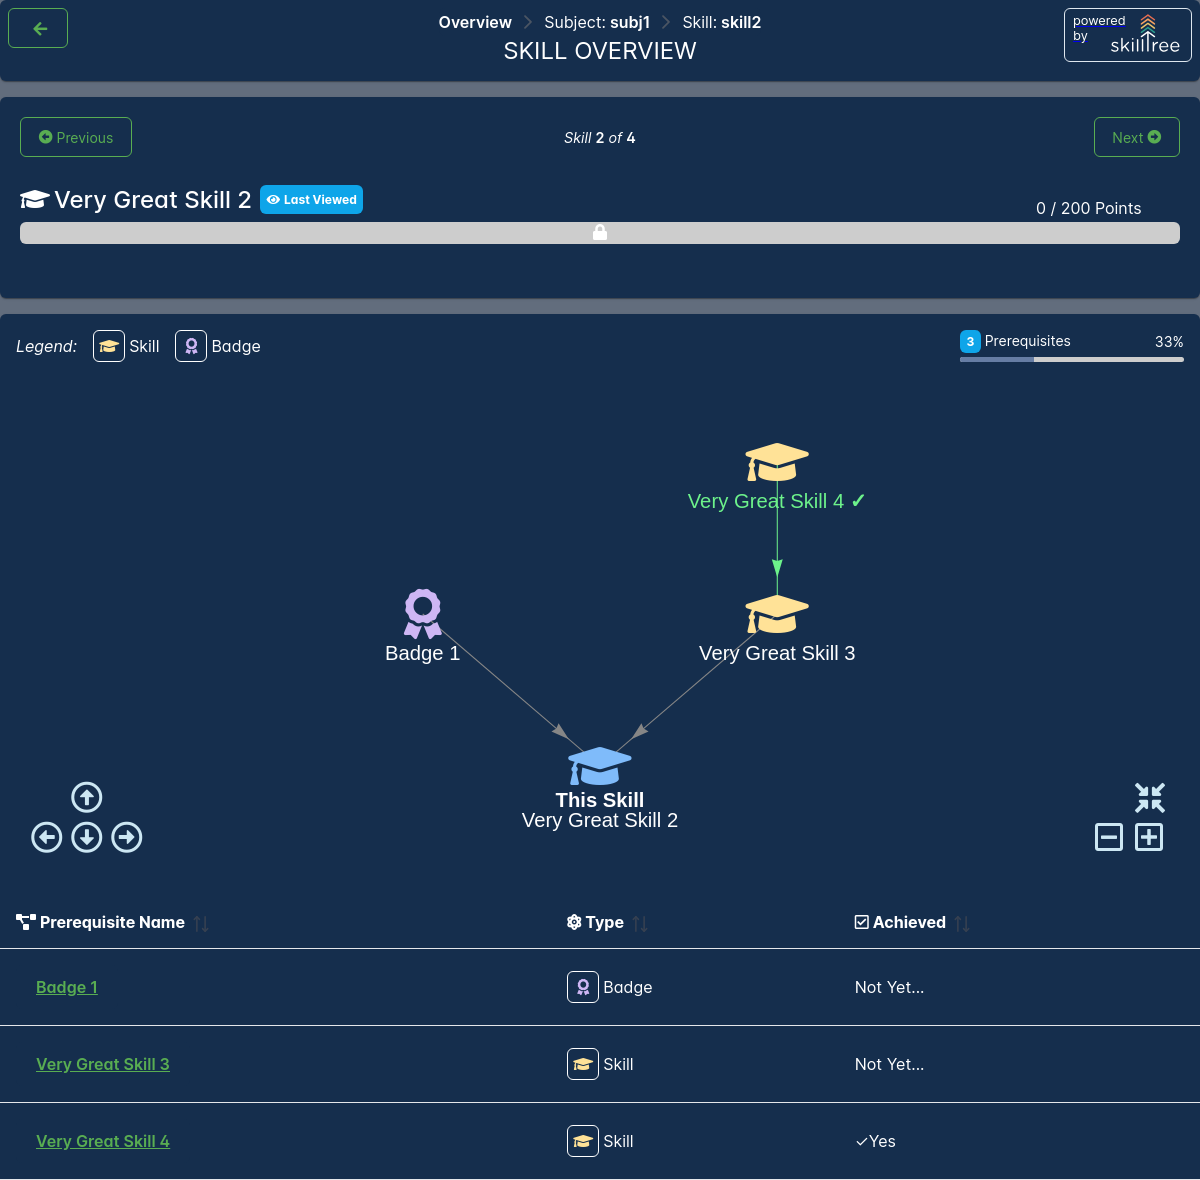 Overview Subject: subj1 Skill: skill2
SKILL OVERVIEW
powered
by
skilltree
Previous
Skill 2 of 4
Next
Very Great Skill 2 Last Viewed
0 / 200 Points
Legend: Skill Badge
3 Prerequisites 33%
Very Great Skill 4 ✓
Badge 1
Very Great Skill 3
This Skill
Very Great Skill 2
Prerequisite Name Type Achieved
Badge 1 Badge Not Yet...
Very Great Skill 3 Skill Not Yet...
Very Great Skill 4 Skill ✓Yes